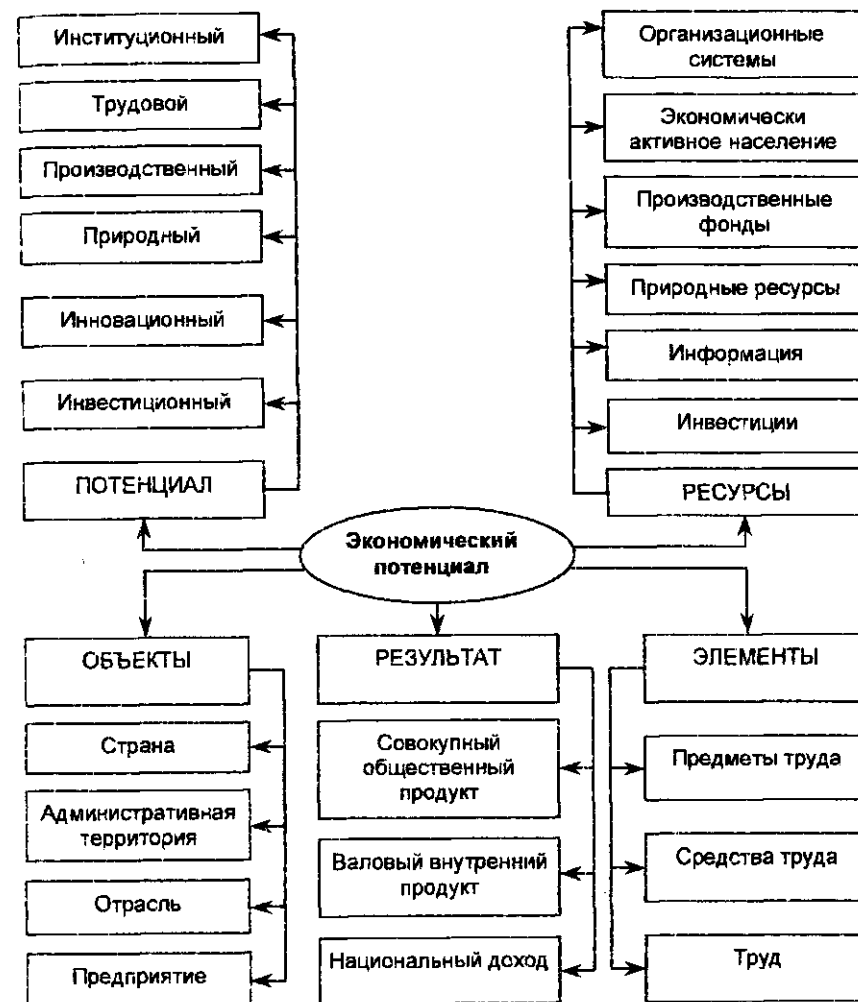 Институционный
Трудовой
Производственный
Природный
Инновационный
Инвестиционный
ПОТЕНЦИАЛ
Организационные
системы
Экономически
активное население
Производственные
фонды
Природные ресурсы
Информация
Инвестиции
РЕСУРСЫ
Экономический
потенциал
ОБЪЕКТЫ
Страна
Административная
территория
Отрасль
Предприятие
РЕЗУЛЬТАТ
Совокупный
общественный
продукт
Валовый внутренний
продукт
Национальный доход
ЭЛЕМЕНТЫ
Предметы труда
Средства труда
Труд